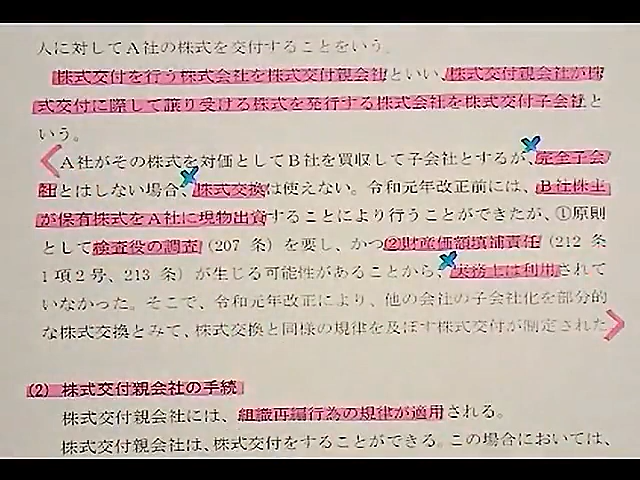 人に対してA社の株式を交付することをいう。
株式交付を行う株式会社を株式交付親会社といい、株式交付親会社が株
式交付に際して譲り受ける株式を発行する株式会社を株式交付子会社と
いう。
A社がその株式を対価としてB社を買収して子会社とするが、完全子会
社とはしない場合、株式交換は使えない。令和元年改正前には、B社株主
が保有株式をA社に現物出資することにより行うことができたが、①原則
として検査役の調査(207条)を要し、かつ②財産価額填補責任(212条
1項2号、213条)が生じる可能性があることから、実務上は利用されて
いなかった。そこで、令和元年改正により、他の会社の子会社化を部分的
な株式交換とみて、株式交換と同様の規律を及ぼす株式交付が制定された
(2) 株式交付親会社の手続
株式交付親会社には、組織再編行為の規律が適用される。
株式交付親会社は、株式交付をすることができる。この場合においては、